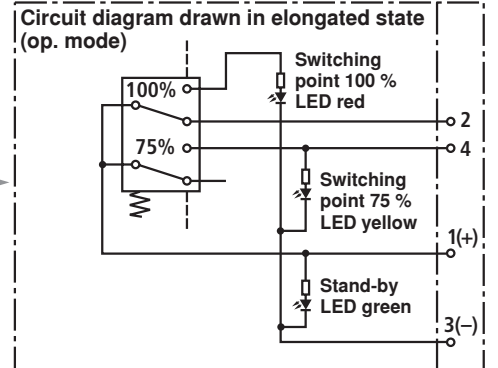 Circuit diagram drawn in elongated state
(op. mode)
Switching
point 100 %
LED red
100%
2
75%
4
Switching
point 75 %
LED yellow
1(+)
Stand-by
LED green
3(–)